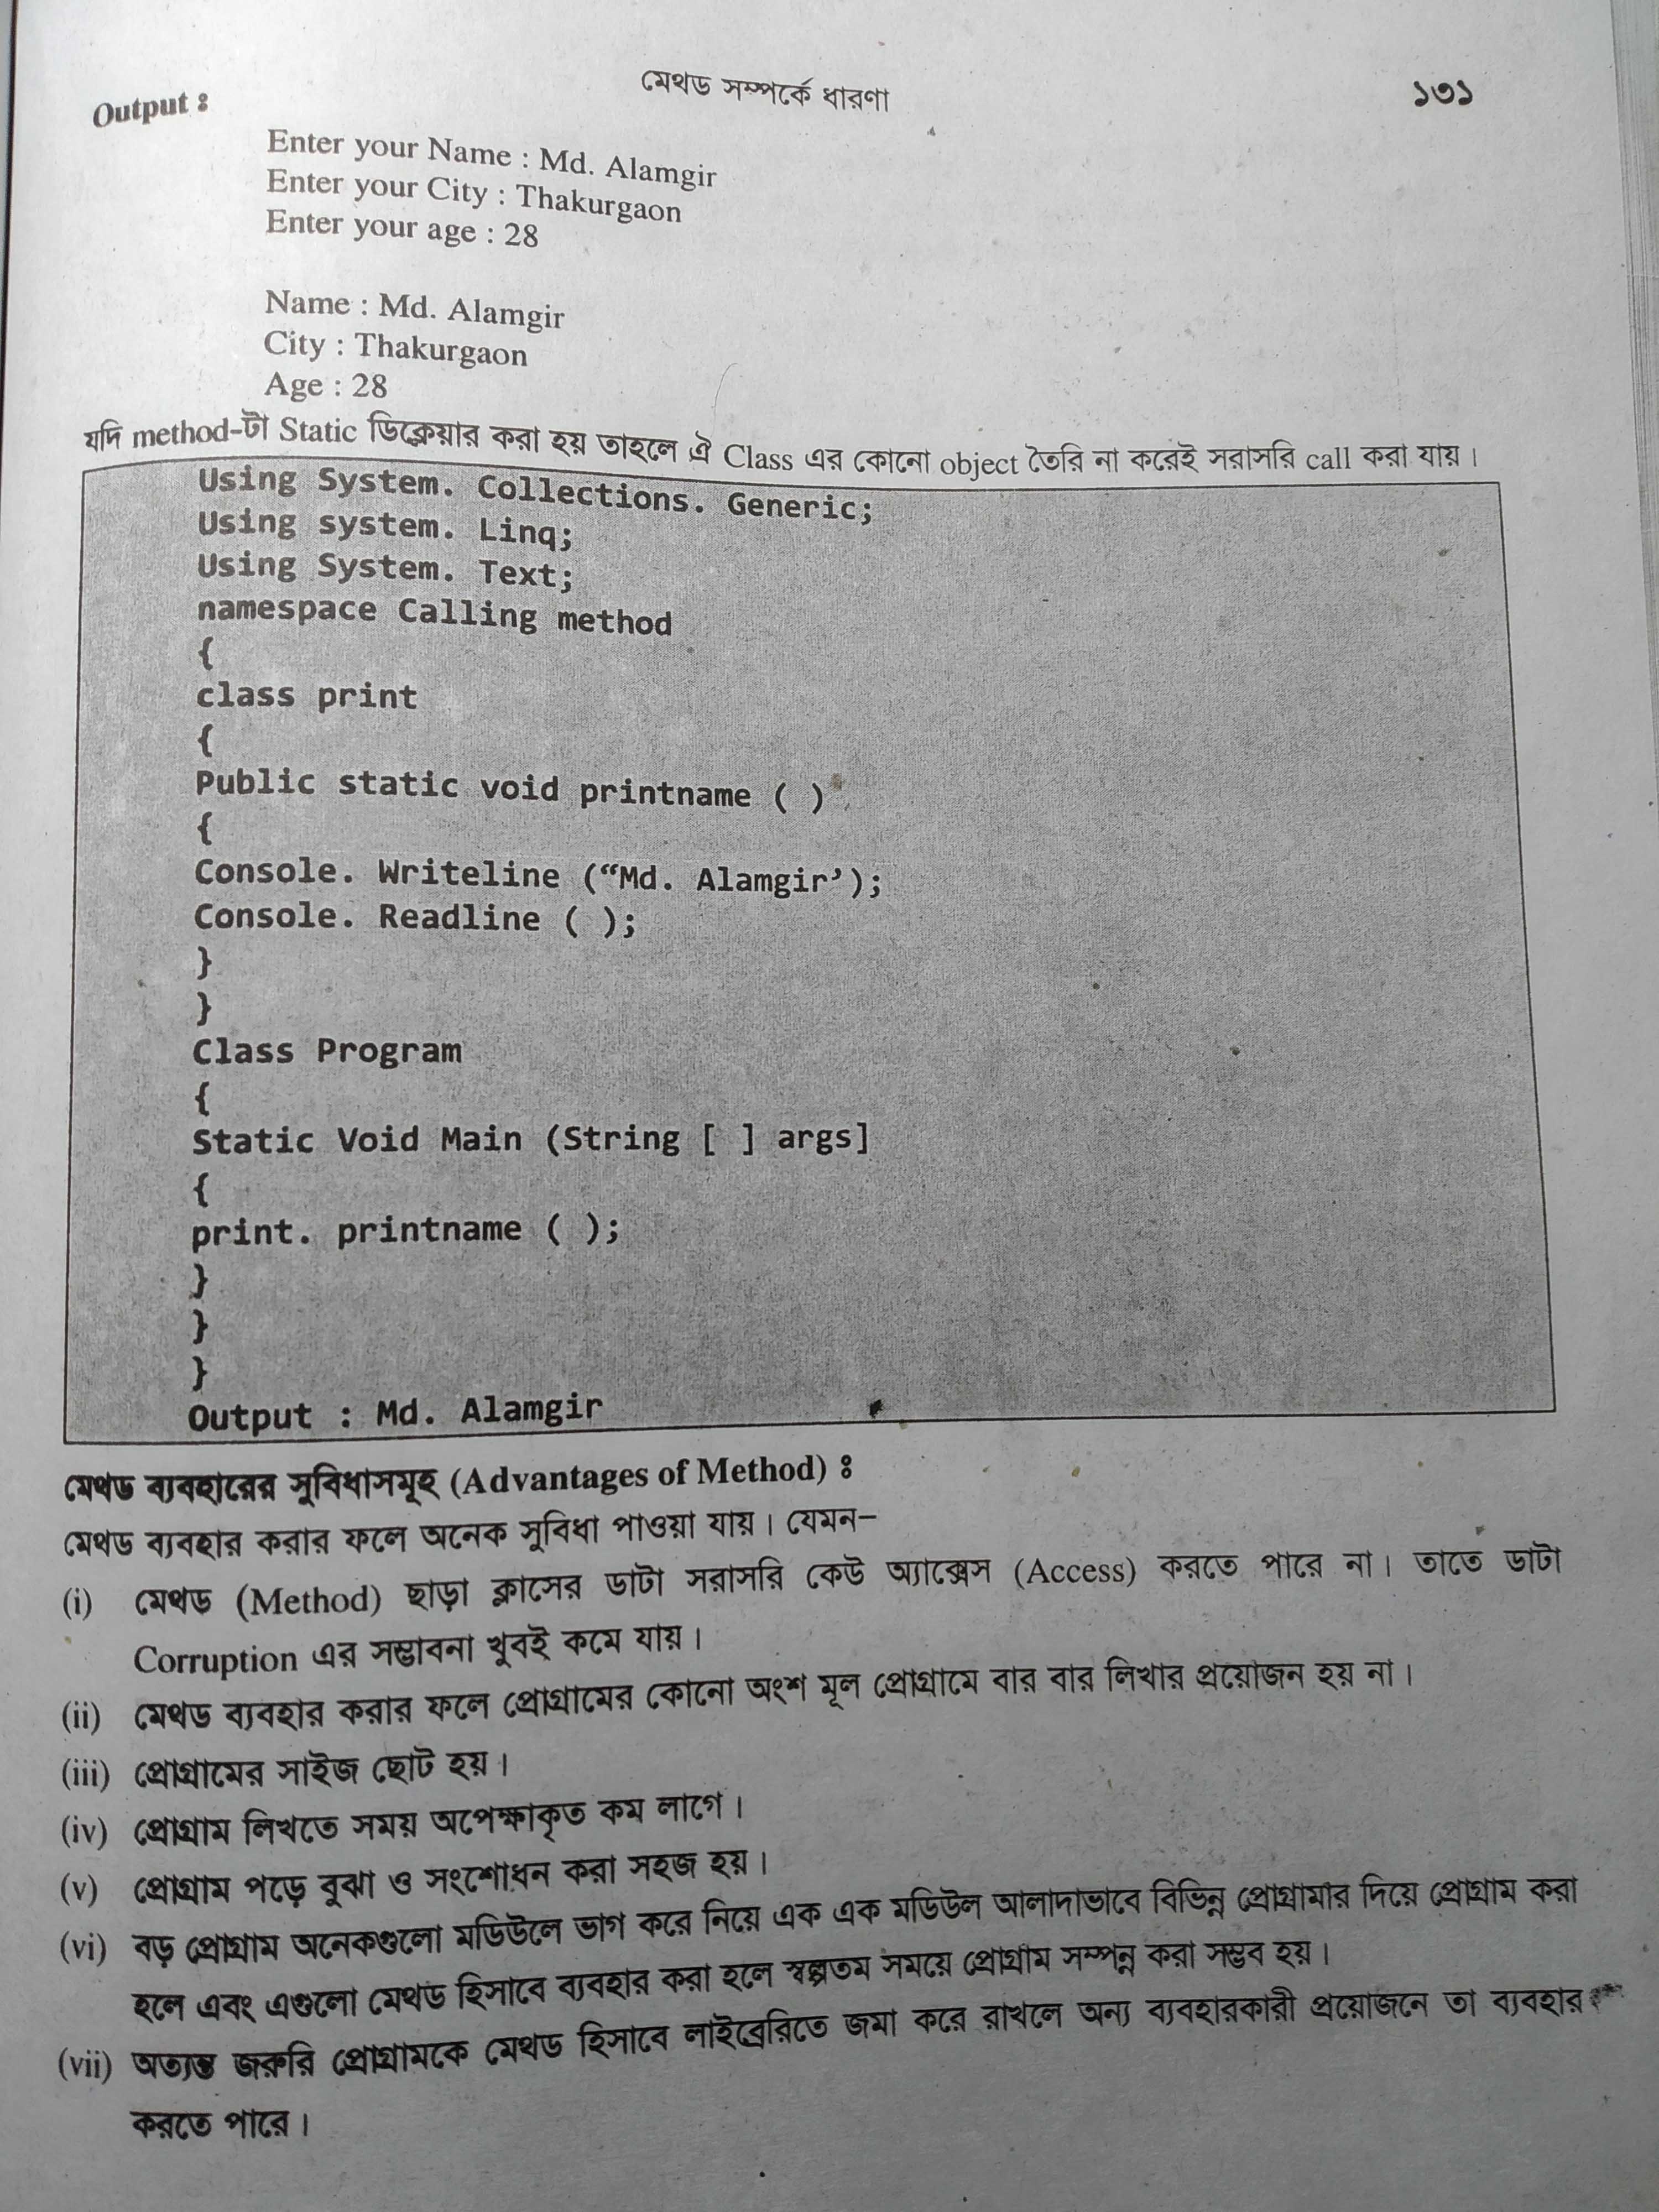 মেথড সম্পর্কে ধারণা ১৩১
Output :
Enter your Name : Md. Alamgir
Enter your City : Thakurgaon
Enter your age : 28
Name : Md. Alamgir
City : Thakurgaon
Age : 28
যদি method-টা Static ডিক্লেয়ার করা হয় তাহলে ঐ Class এর কোনো object তৈরি না করেই সরাসরি call করা যায়।
Using System. Collections. Generic;
Using system. Linq;
Using System. Text;
namespace Calling method
{
class print
{
Public static void printname ( )
{
Console. Writeline (“Md. Alamgir’);
Console. Readline ( );
}
}
Class Program
{
Static Void Main (String [ ] args]
{
print. printname ( );
}
}
}
Output : Md. Alamgir
মেথড ব্যবহারের সুবিধাসমূহ (Advantages of Method) :
মেথড ব্যবহার করার ফলে অনেক সুবিধা পাওয়া যায়। যেমন–
(i) মেথড (Method) ছাড়া ক্লাসের ডাটা সরাসরি কেউ অ্যাক্সেস (Access) করতে পারে না। তাতে ডাটা
Corruption এর সম্ভাবনা খুবই কমে যায়।
(ii) মেথড ব্যবহার করার ফলে প্রোগ্রামের কোনো অংশ মূল প্রোগ্রামে বার বার লিখার প্রয়োজন হয় না।
(iii) প্রোগ্রামের সাইজ ছোট হয়।
(iv) প্রোগ্রাম লিখতে সময় অপেক্ষাকৃত কম লাগে।
(v) প্রোগ্রাম পড়ে বুঝা ও সংশোধন করা সহজ হয়।
(vi) বড় প্রোগ্রাম অনেকগুলো মডিউলে ভাগ করে নিয়ে এক এক মডিউল আলাদাভাবে বিভিন্ন প্রোগ্রামার দিয়ে প্রোগ্রাম করা
হলে এবং এগুলো মেথড হিসাবে ব্যবহার করা হলে স্বল্পতম সময়ে প্রোগ্রাম সম্পন্ন করা সম্ভব হয়।
(vii) অত্যন্ত জরুরি প্রোগ্রামকে মেথড হিসাবে লাইব্রেরিতে জমা করে রাখলে অন্য ব্যবহারকারী প্রয়োজনে তা ব্যবহার
করতে পারে।